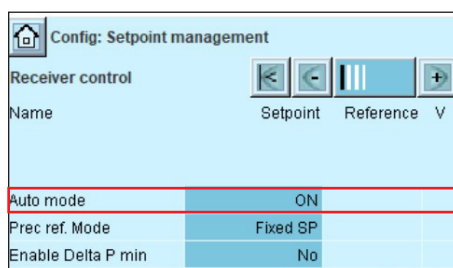 Config: Setpoint management
Receiver control
Name Setpoint Reference V
Auto mode ON
Prec ref. Mode Fixed SP
Enable Delta P min No